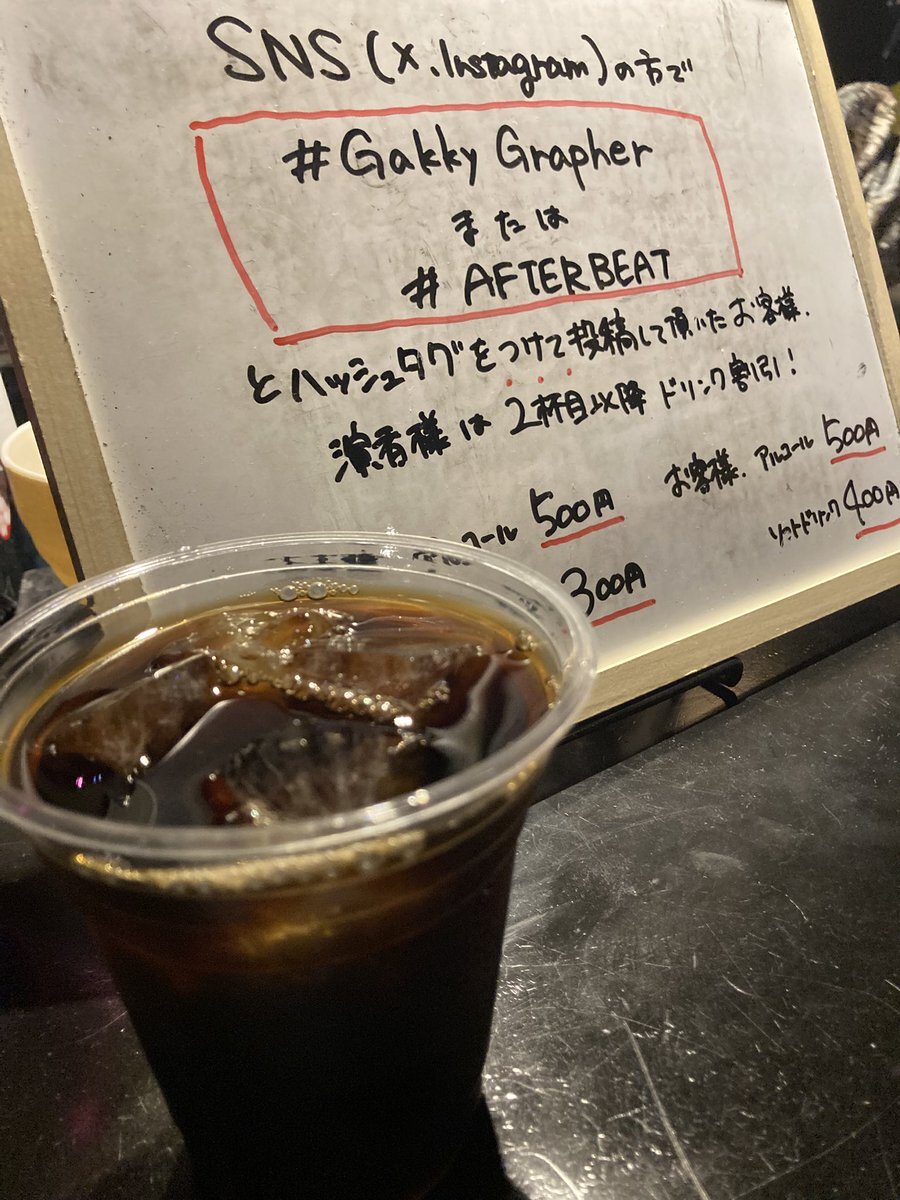 SNS (X.Instagram)の方で
#Gakky Grapher
または
# AFTERBEAT
とハッシュタグをつけて投稿して頂いたお客様.
演者様は2杯目以降ドリンク割引!
コール 500円
300円
お客様. アルコール 500円
ソフトドリンク 400円